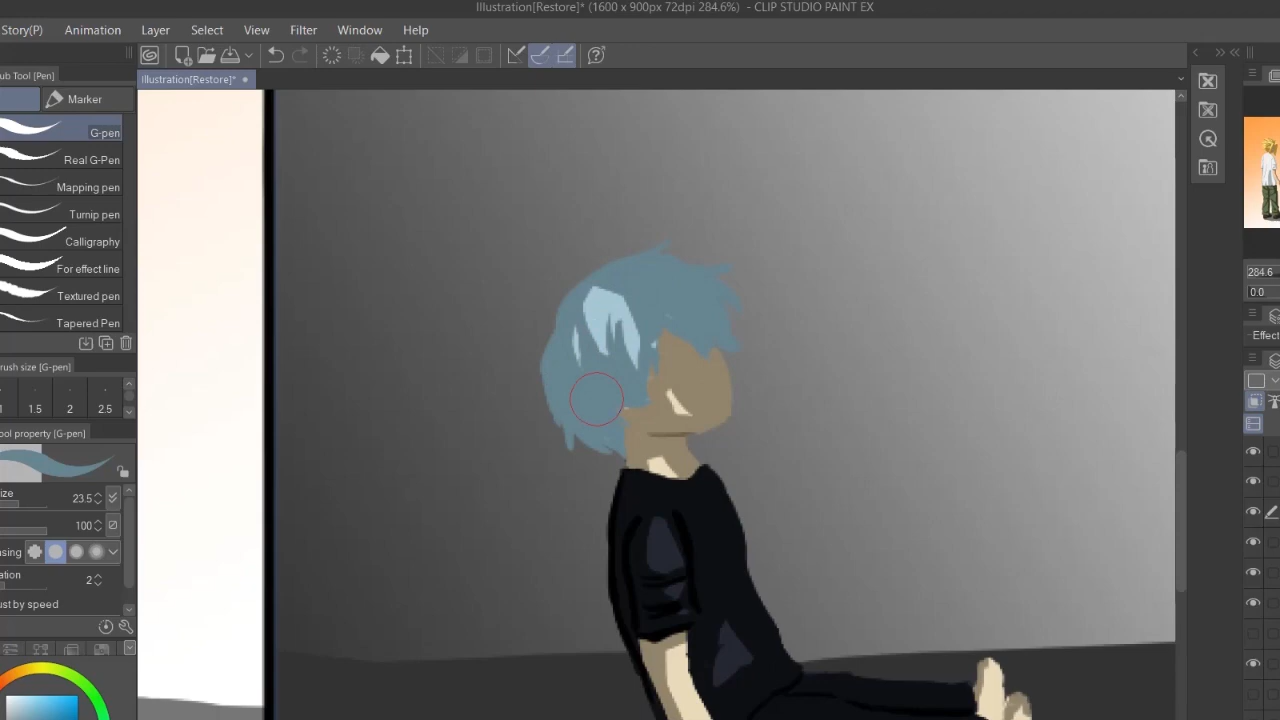 Illustration[Restore]* (1600 x 900px 72dpi 284.6%) - CLIP STUDIO PAINT EX
Story(P) Animation Layer Select View Filter Window Help
ub Tool [Pen]
Illustration[Restore]*
Marker
G-pen
Real G-Pen
Mapping pen
Turnip pen
Calligraphy
For effect line
Textured pen
Tapered Pen
rush size [G-pen]
1 1.5 2 2.5
ool property [G-pen]
ize 23.5
100
asing
ation 2
ust by speed
284.6
0.0
Effect